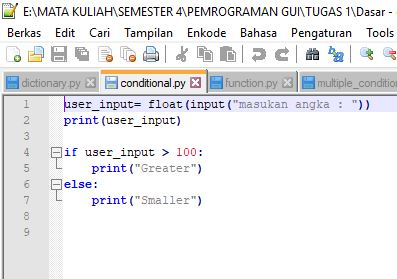 E:\MATA KULIAH\SEMESTER 4\PEMROGRAMAN GUI\TUGAS 1\Dasar -
Berkas Edit Cari Tampilan Enkode Bahasa Pengaturan Tools
dictionary.py conditional.py function.py multiple_condition
1 user_input= float(input("masukan angka : "))
2 print(user_input)
3
4 if user_input > 100:
5 print("Greater")
6 else:
7 print("Smaller")
8
9